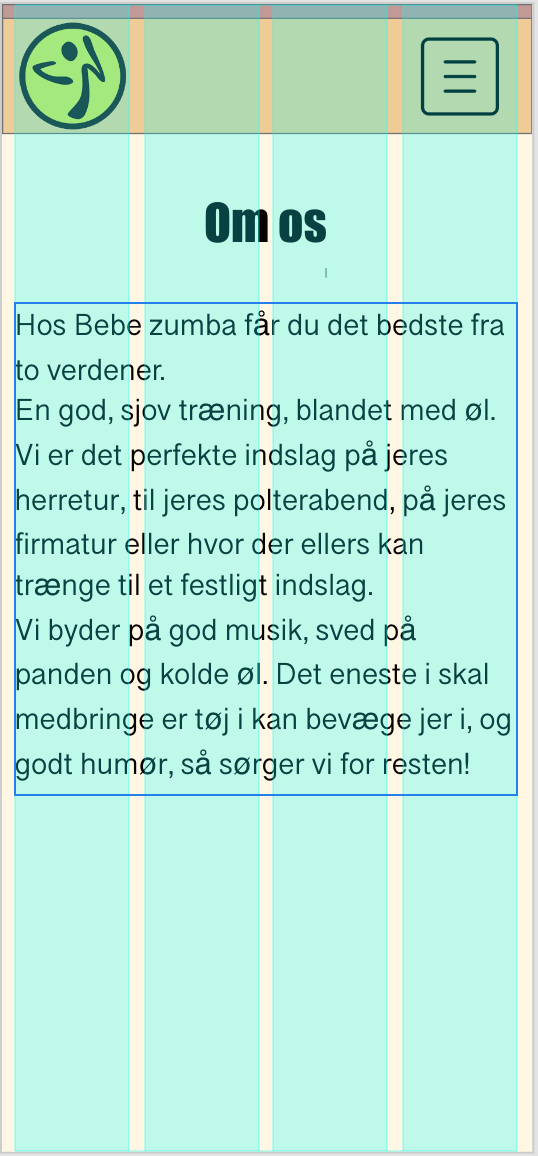 Om os
Hos Bebe zumba får du det bedste fra
to verdener.
En god, sjov træning, blandet med øl.
Vi er det perfekte indslag på jeres
herretur, til jeres polterabend, på jeres
firmatur eller hvor der ellers kan
trænge til et festligt indslag.
Vi byder på god musik, sved på
panden og kolde øl. Det eneste i skal
medbringe er tøj i kan bevæge jer i, og
godt humør, så sørger vi for resten!